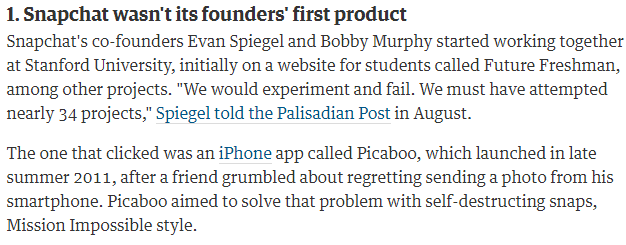 1. Snapchat wasn't its founders' first product
Snapchat's co-founders Evan Spiegel and Bobby Murphy started working together
at Stanford University, initially on a website for students called Future Freshman,
among other projects. "We would experiment and fail. We must have attempted
nearly 34 projects," Spiegel told the Palisadian Post in August.
The one that clicked was an iPhone app called Picaboo, which launched in late
summer 2011, after a friend grumbled about regretting sending a photo from his
smartphone. Picaboo aimed to solve that problem with self-destructing snaps,
Mission Impossible style.